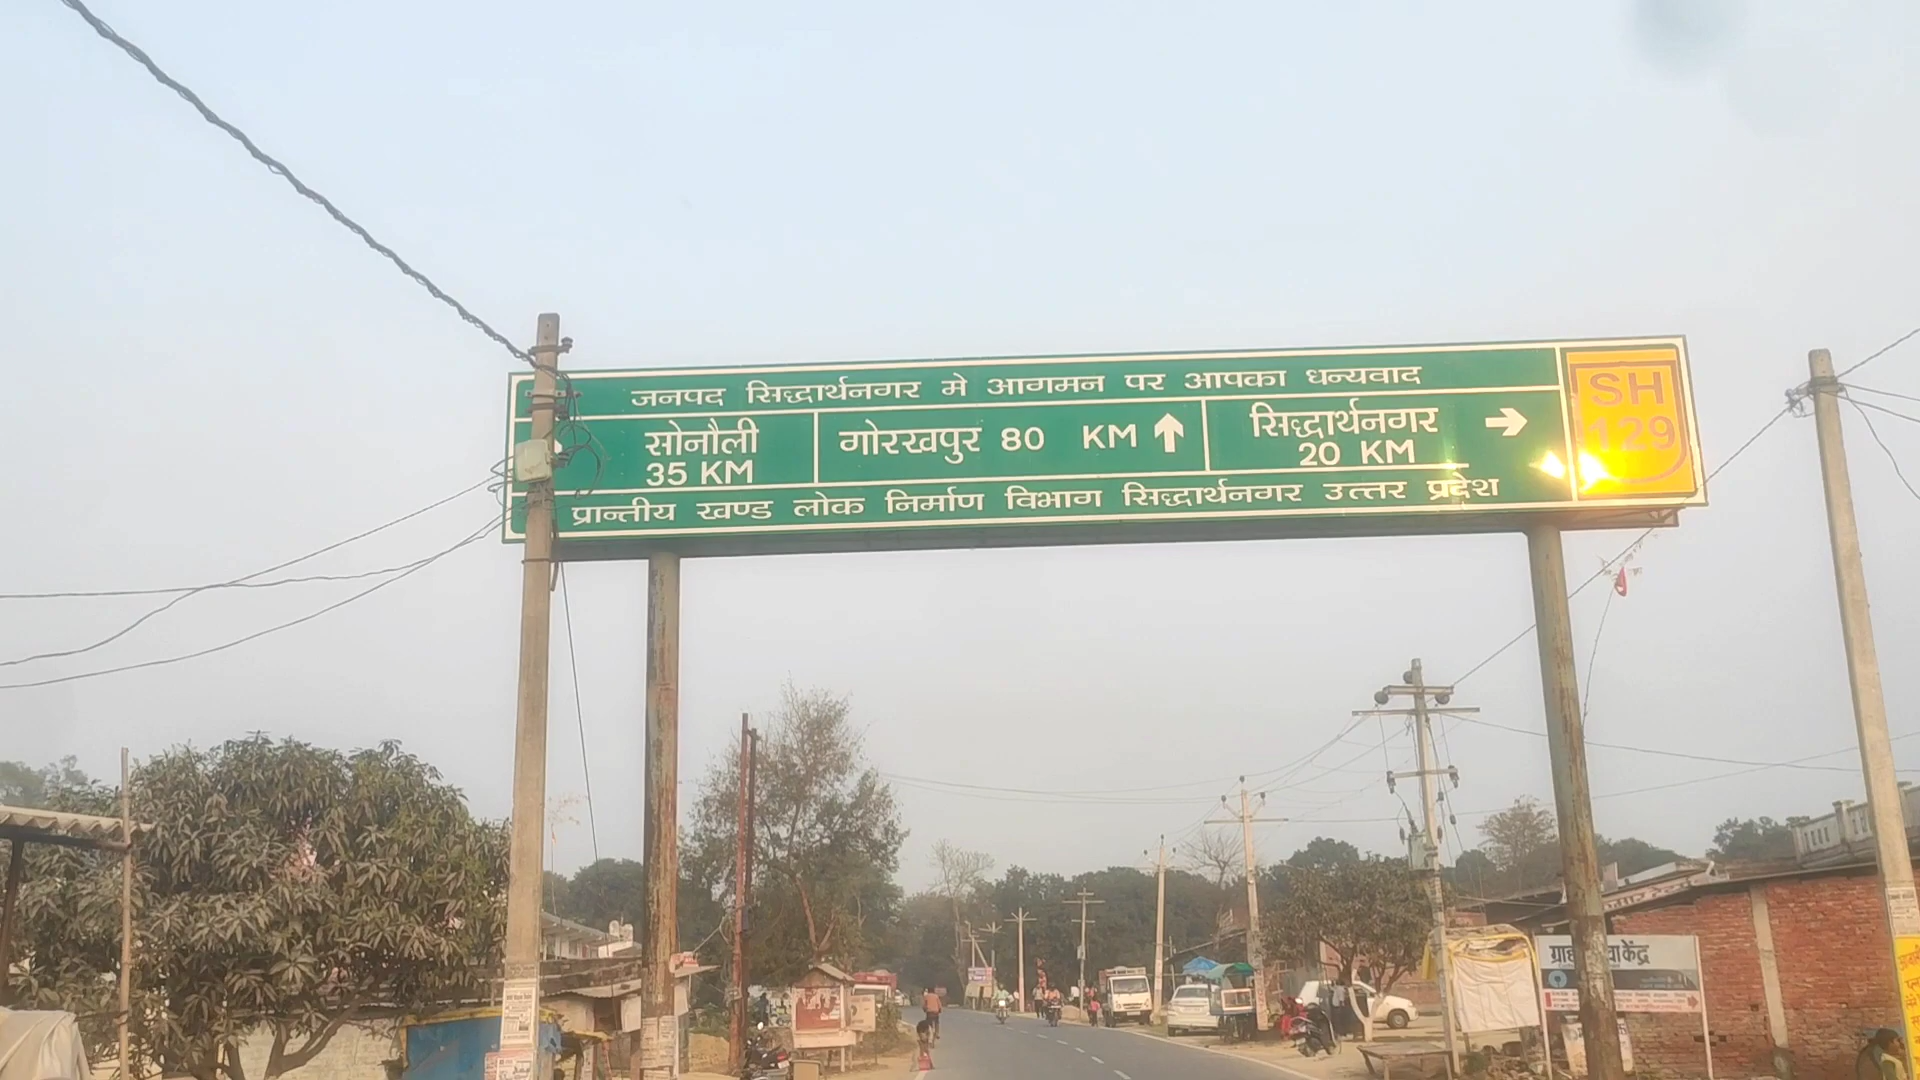 जनपद सिद्धार्थनगर मे आगमन पर आपका धन्यवाद
सोनौली
35 KM
गोरखपुर 80 KM
सिद्धार्थनगर
20 KM
SH
129
प्रान्तीय खण्ड लोक निर्माण विभाग सिद्धार्थनगर उत्तर प्रदेश
केंद्र